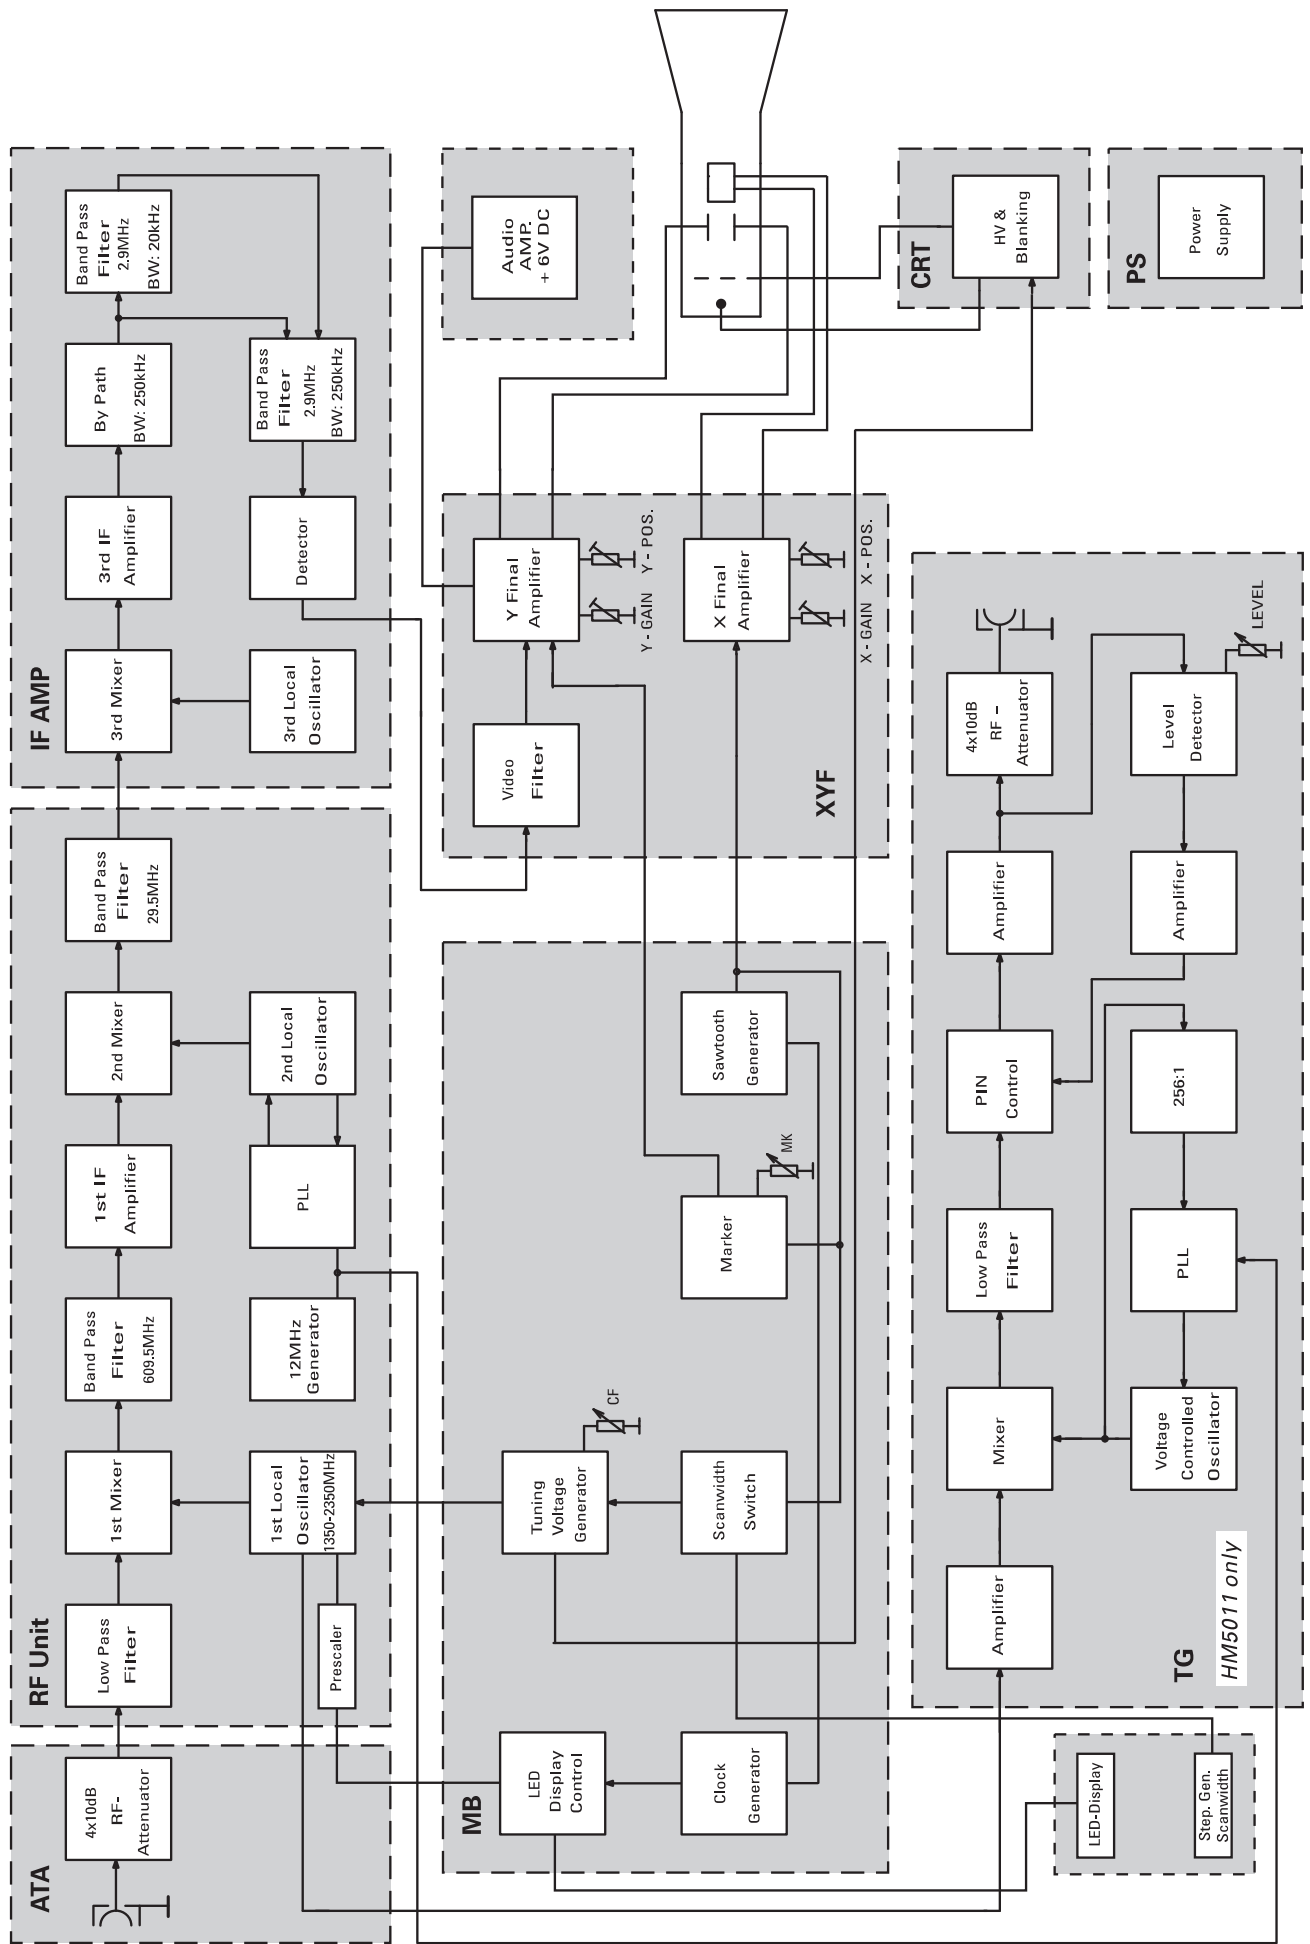 ATA
4x10dB
RF-
Attenuator
RF Unit
Low Pass
Filter
1st Mixer
Band Pass
Filter
609.5MHz
1st IF
Amplifier
2nd Mixer
Band Pass
Filter
29.5MHz
Prescaler
1st Local
Oscillator
1350-2350MHz
12MHz
Generator
PLL
2nd Local
Oscillator
IF AMP
3rd Mixer
3rd IF
Amplifier
By Path
BW: 250kHz
Band Pass
Filter
2.9MHz
BW: 20kHz
3rd Local
Oscillator
Detector
Band Pass
Filter
2.9MHz
BW: 250kHz
MB
LED
Display
Control
Tuning
Voltage
Generator
CF
Clock
Generator
Scanwidth
Switch
Marker
MK
Sawtooth
Generator
Video
Filter
Y Final
Amplifier
Y - GAIN
Y - POS.
X Final
Amplifier
X - GAIN
X - POS.
XYF
Audio
AMP.
+ 6V DC
CRT
HV &
Blanking
PS
Power
Supply
TG
HM5011 only
Amplifier
Mixer
Low Pass
Filter
PIN
Control
Amplifier
4x10dB
RF -
Attenuator
Voltage
Controlled
Oscillator
PLL
256:1
Amplifier
Level
Detector
LEVEL
LED-Display
Step. Gen.
Scanwidth